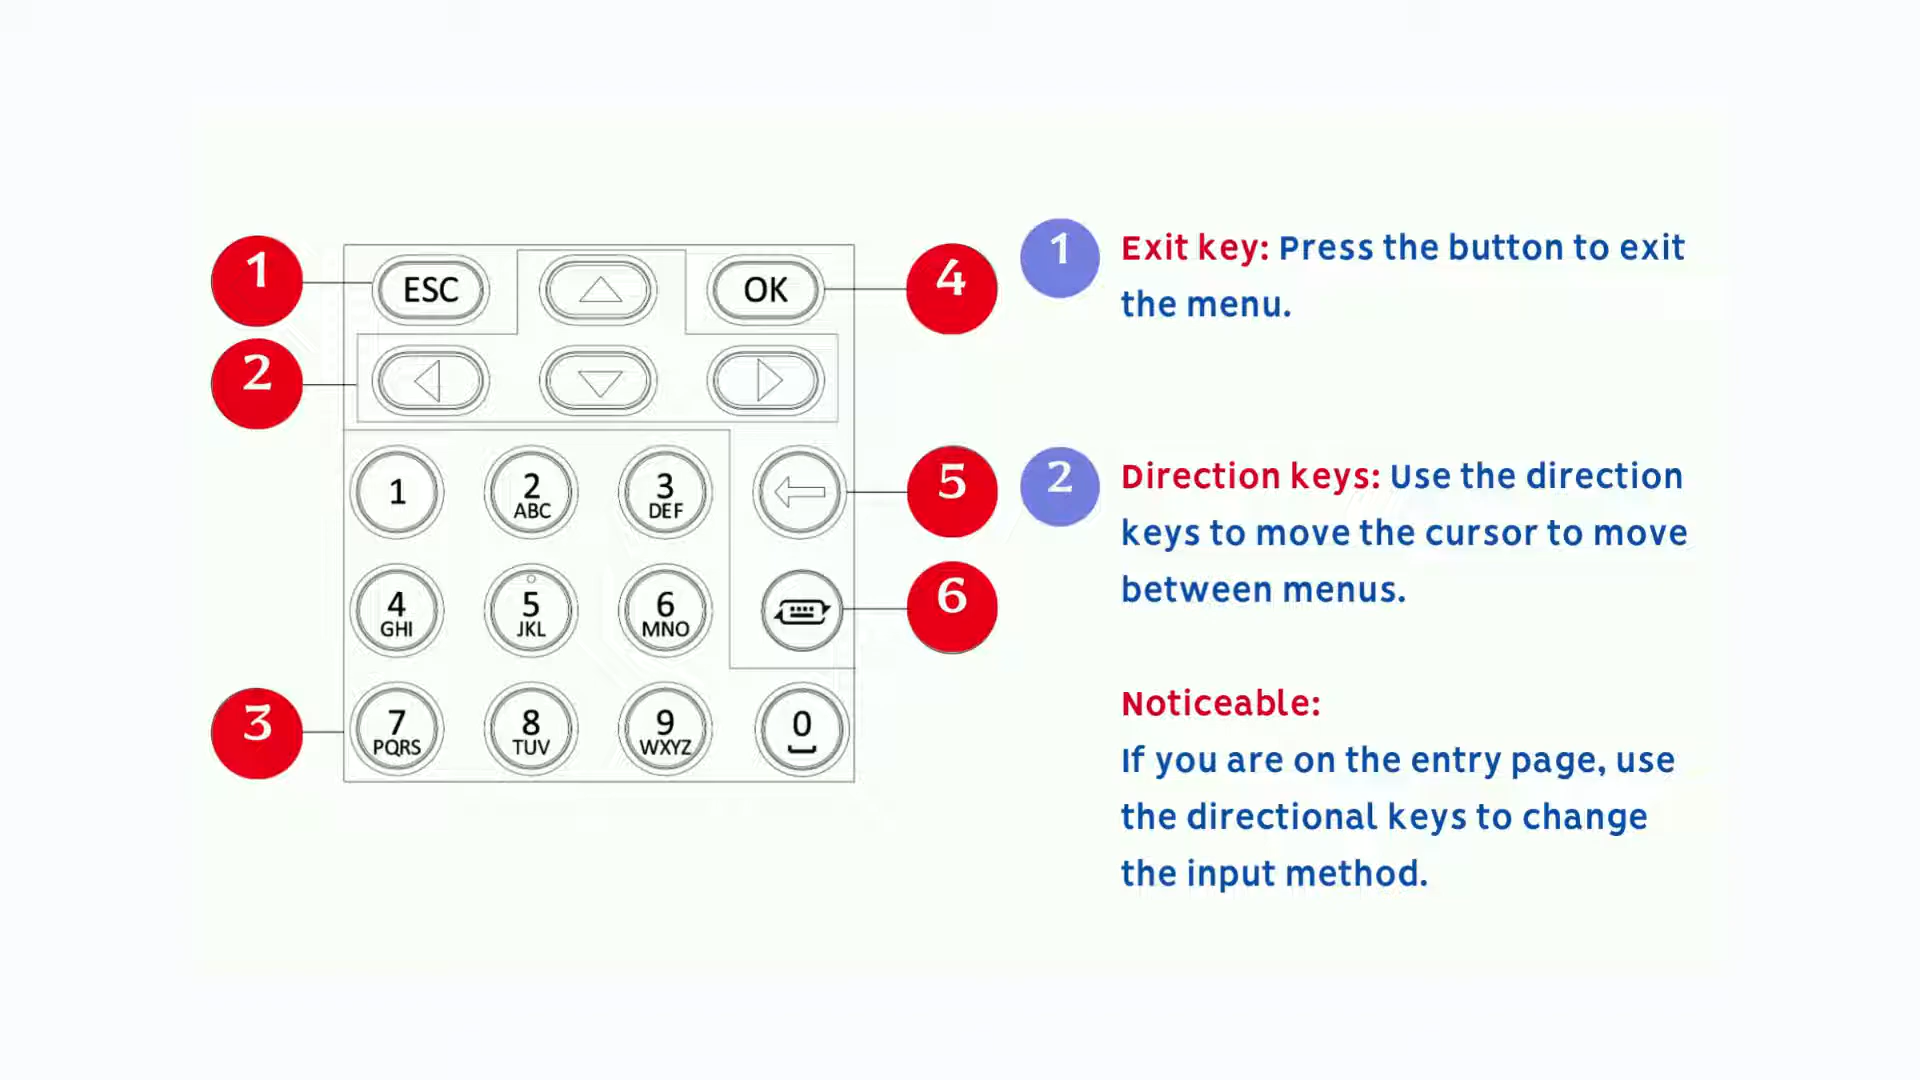 1
ESC
OK
4
2
1
2
ABC
3
DEF
5
4
GHI
5
JKL
6
MNO
6
3
7
PQRS
8
TUV
9
WXYZ
0
1
Exit key: Press the button to exit
the menu.
2
Direction keys: Use the direction
keys to move the cursor to move
between menus.
Noticeable:
If you are on the entry page, use
the directional keys to change
the input method.